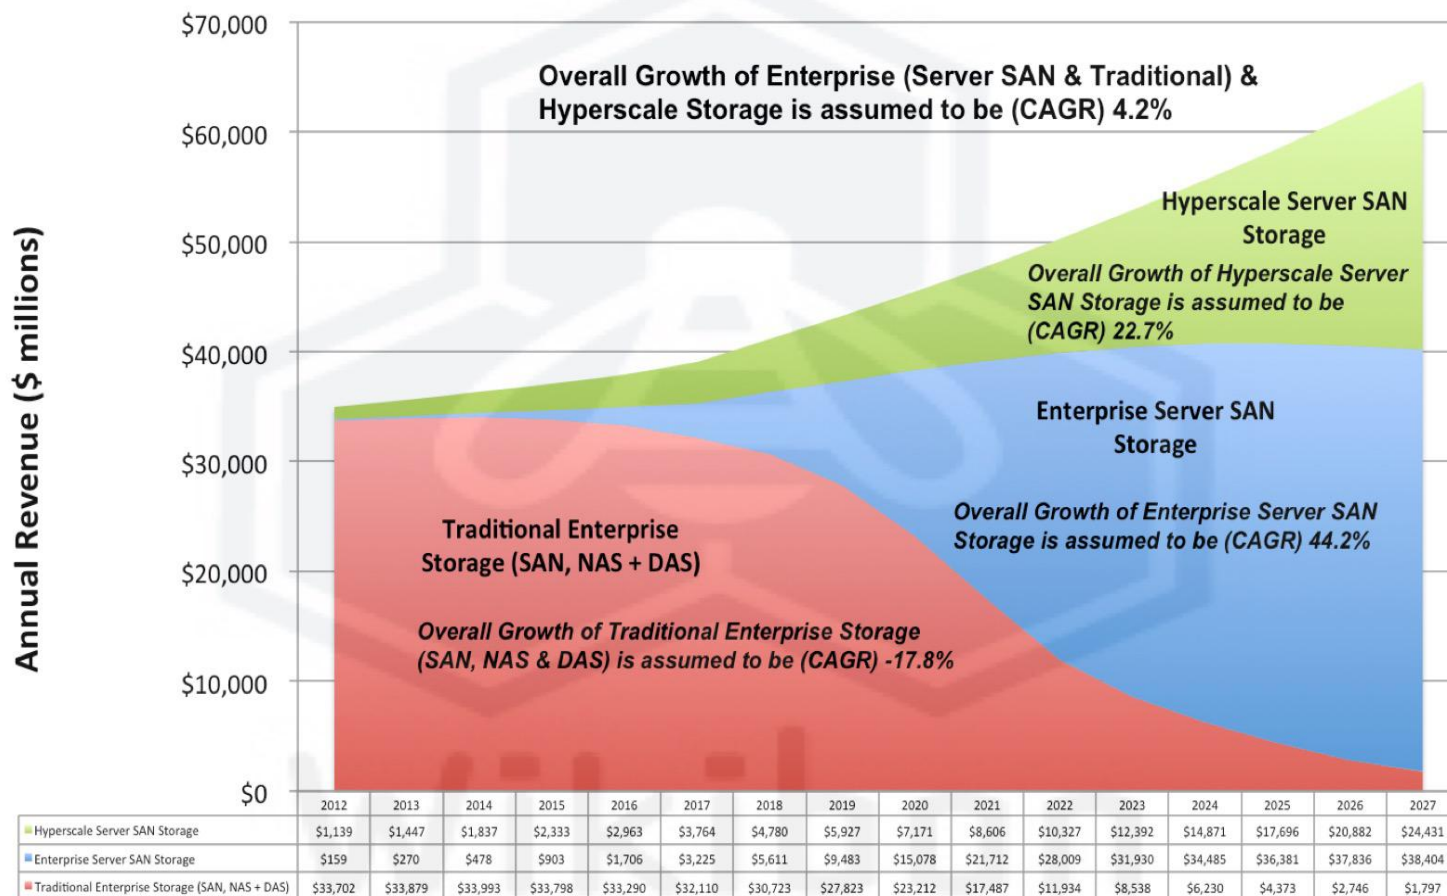 $70,000
Overall Growth of Enterprise (Server SAN & Traditional) &
Hyperscale Storage is assumed to be (CAGR) 4.2%
$60,000
Hyperscale Server SAN
Storage
$50,000
Overall Growth of Hyperscale Server
SAN Storage is assumed to be
(CAGR) 22.7%
$40,000
Enterprise Server SAN
Storage
$30,000
Overall Growth of Enterprise Server SAN
Storage is assumed to be (CAGR) 44.2%
Traditional Enterprise
Storage (SAN, NAS + DAS)
$20,000
Overall Growth of Traditional Enterprise Storage
(SAN, NAS & DAS) is assumed to be (CAGR) -17.8%
$10,000
$0
Annual Revenue ($ millions)
2012 2013 2014 2015 2016 2017 2018 2019 2020 2021 2022 2023 2024 2025 2026 2027
Hyperscale Server SAN Storage $1,139 $1,447 $1,837 $2,333 $2,963 $3,764 $4,780 $5,927 $7,171 $8,606 $10,327 $12,392 $14,871 $17,696 $20,882 $24,431
Enterprise Server SAN Storage $159 $270 $478 $903 $1,706 $3,225 $5,611 $9,483 $15,078 $21,712 $28,009 $31,930 $34,485 $36,381 $37,836 $38,404
Traditional Enterprise Storage (SAN, NAS + DAS) $33,702 $33,879 $33,993 $33,798 $33,290 $32,110 $30,723 $27,823 $23,212 $17,487 $11,934 $8,538 $6,230 $4,373 $2,746 $1,797